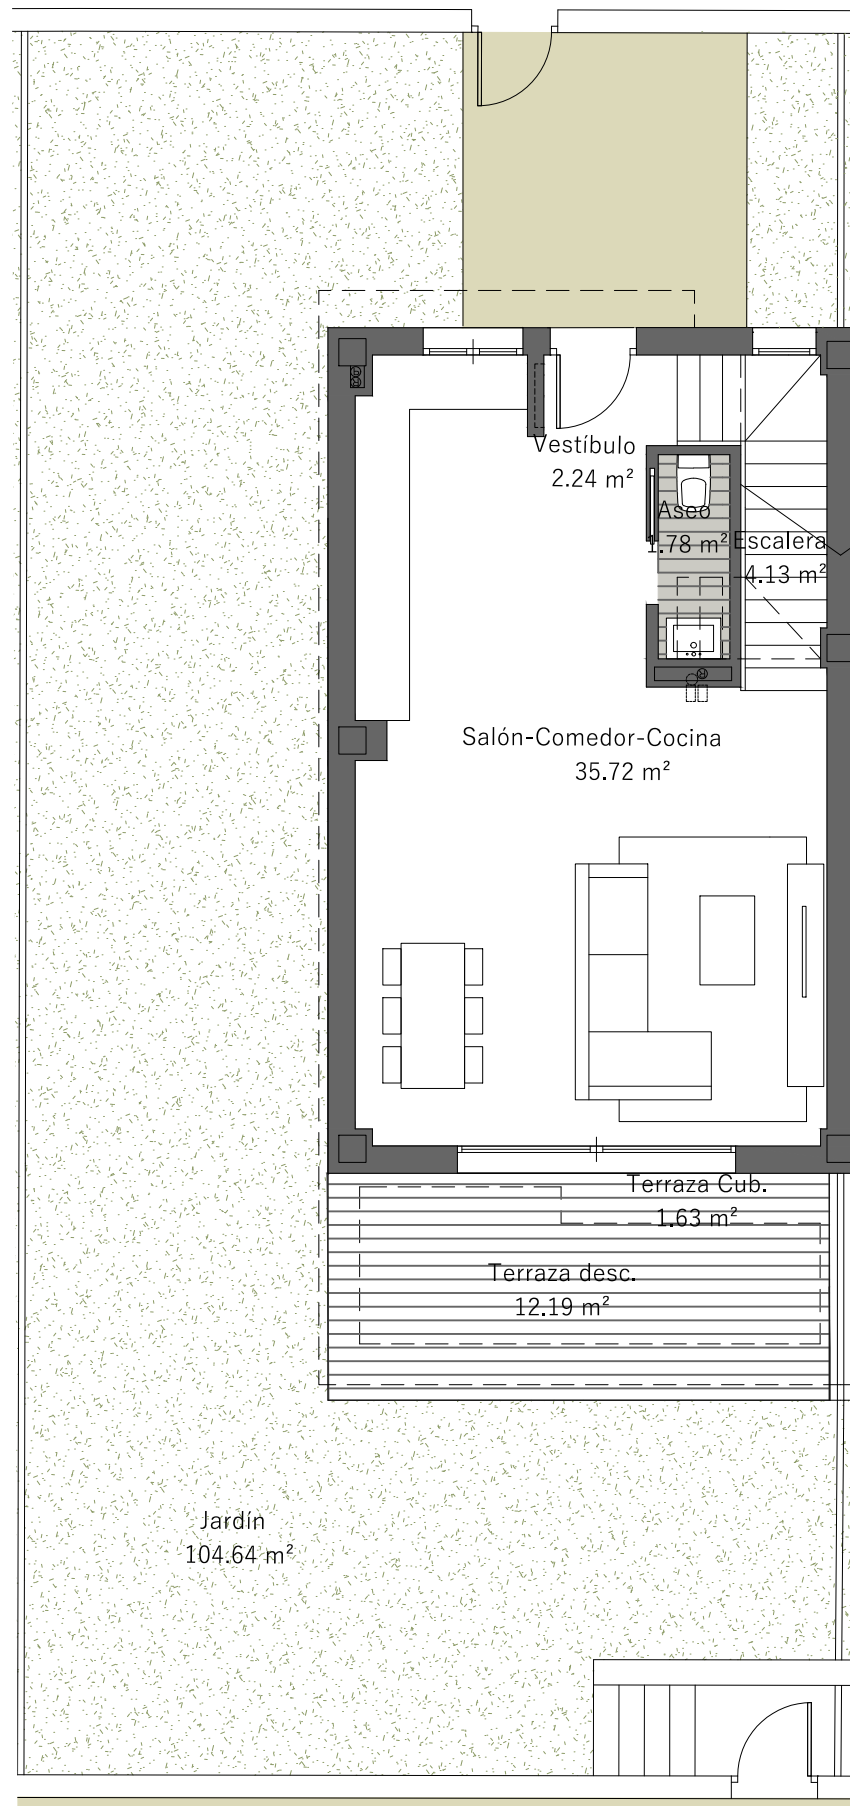 Vestíbulo
2.24 m²
Aseo
1.78 m²
Escalera
4.13 m²
Salón-Comedor-Cocina
35.72 m²
Terraza Cub.
1.63 m²
Terraza desc.
12.19 m²
Jardín
104.64 m²